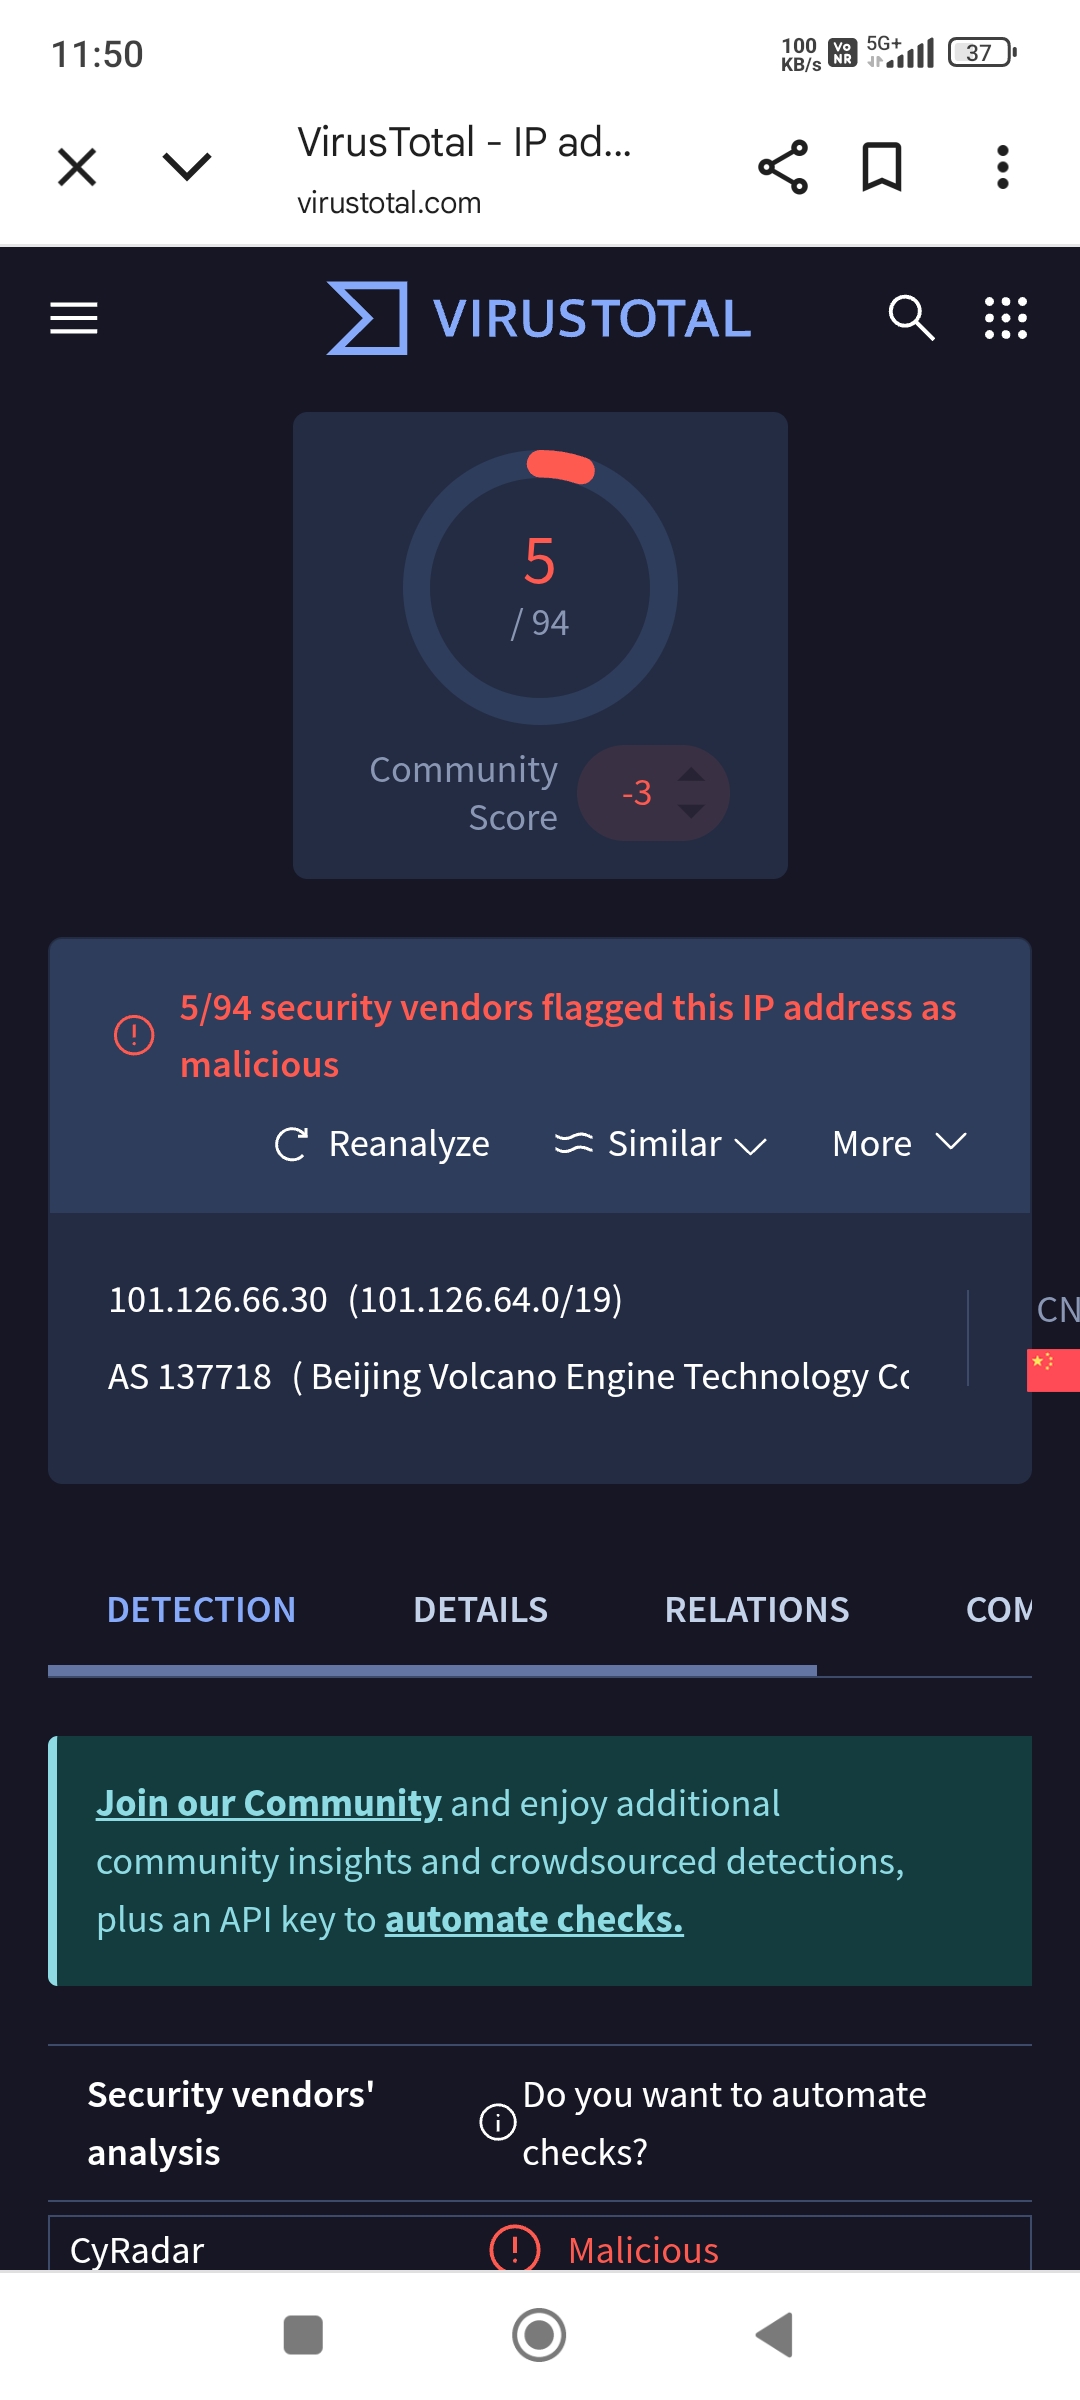 11:50
100 KB/s Vo NR 5G+ 37
VirusTotal - IP ad...
virustotal.com
VIRUSTOTAL
5
/ 94
Community
Score
-3
5/94 security vendors flagged this IP address as
malicious
Reanalyze Similar More
101.126.66.30 (101.126.64.0/19)
CN
AS 137718 ( Beijing Volcano Engine Technology Co
DETECTION DETAILS RELATIONS COM
Join our Community and enjoy additional
community insights and crowdsourced detections,
plus an API key to automate checks.
Security vendors'
analysis
Do you want to automate
checks?
CyRadar Malicious